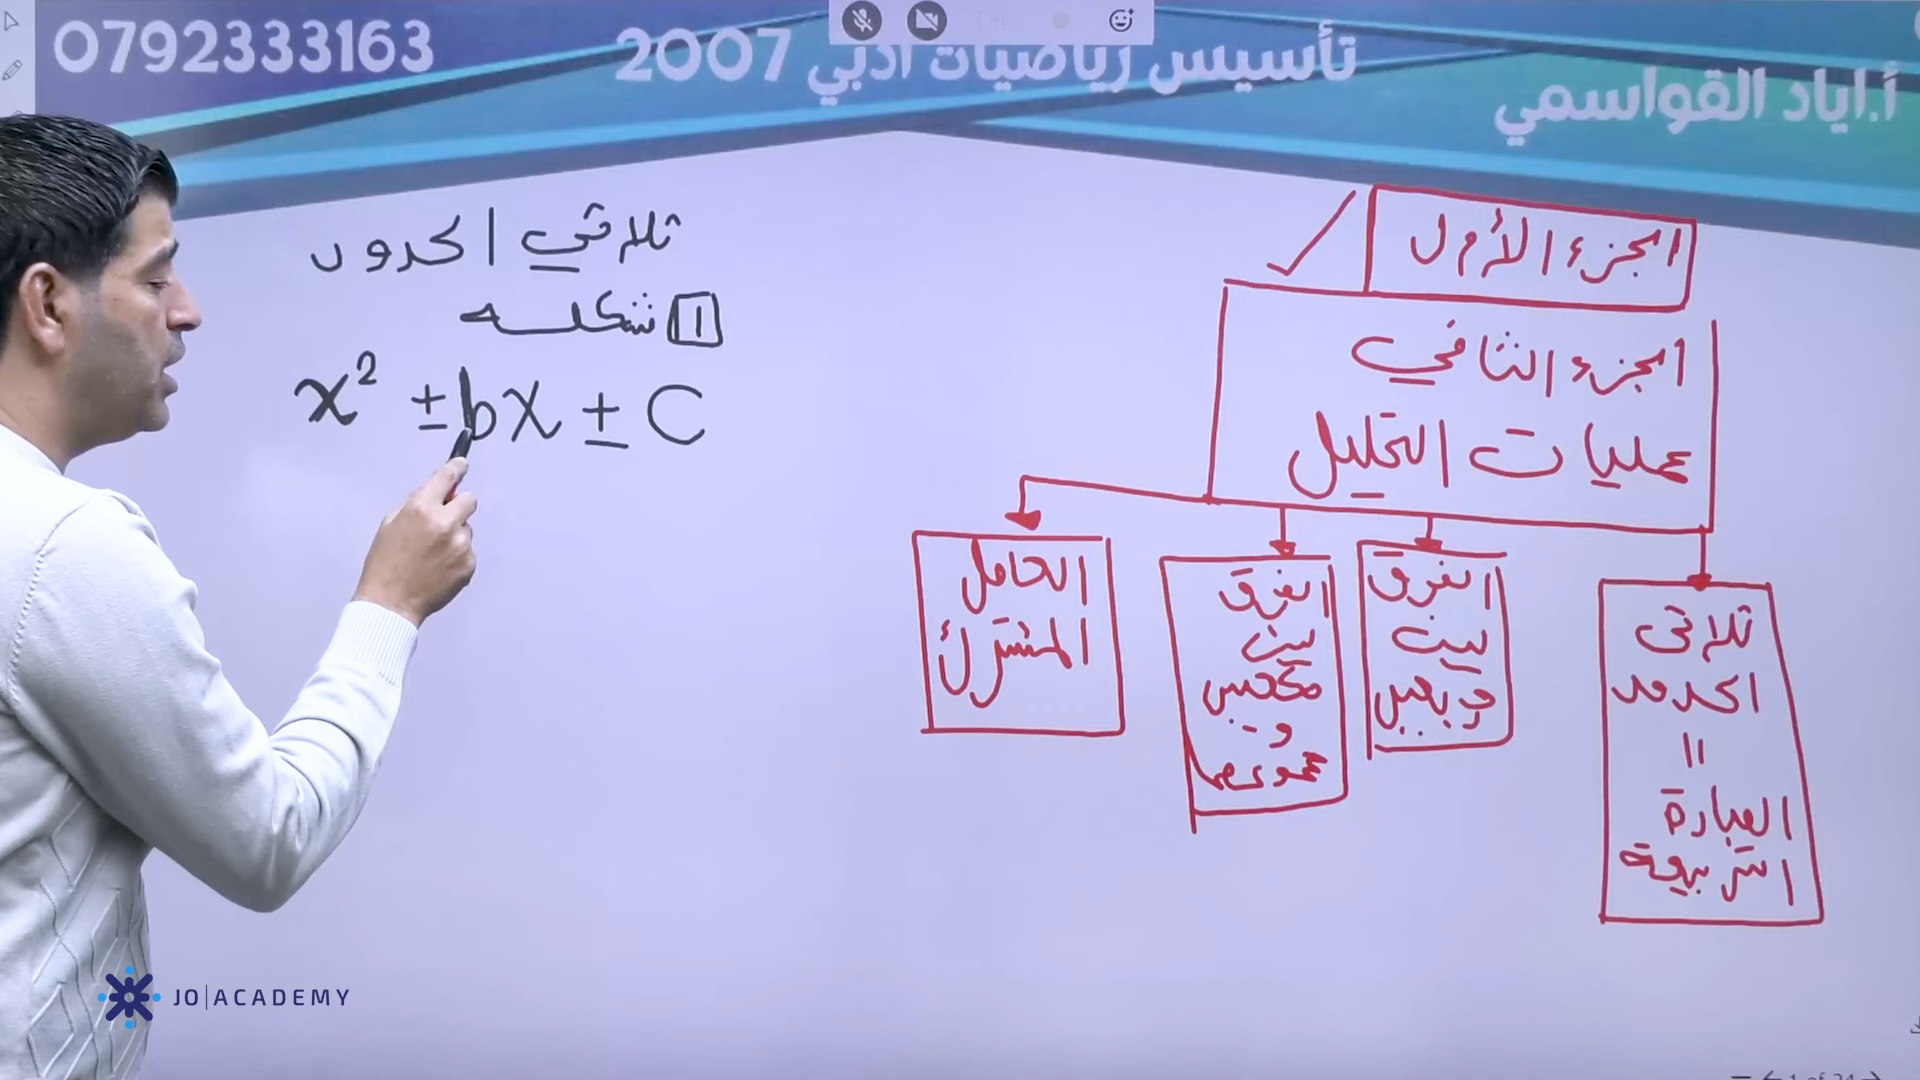 0792333163
تأسيس رياضيات أدبي 2007
أ.اياد القواسمي
الجزء الأول
الجزء الثاني
عمليات التحليل
ثلاثي
الحدود
=
العبارة
التربيعية
الفرق
بين
مربعين
الفرق
بين
مكعبين
و
مجموعهما
العامل
المشترك
ثلاثي الحدود
1 شكله
x² ± bx ± C
JO|ACADEMY